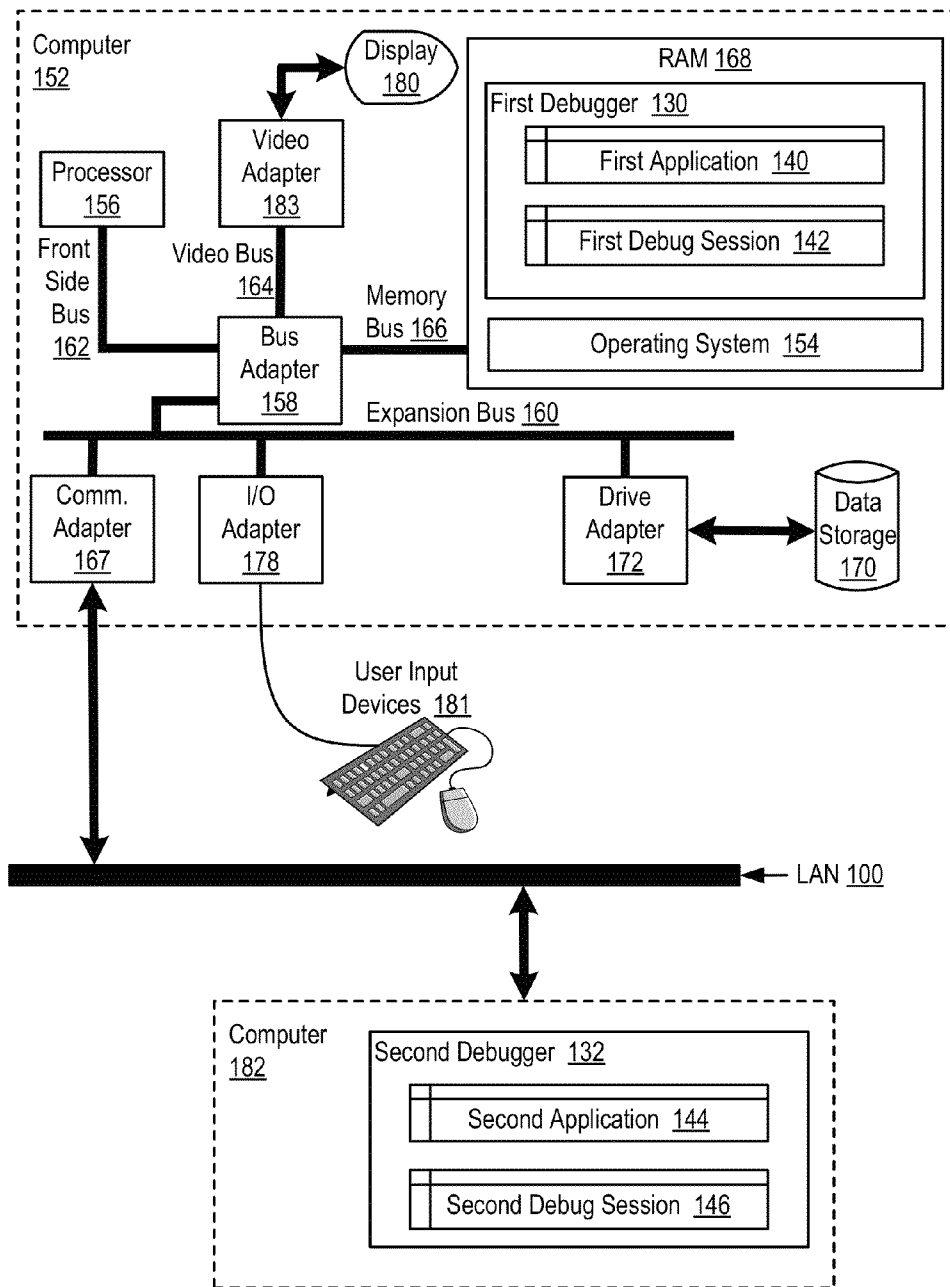 Computer
152
Display
180
RAM 168
First Debugger 130
First Application 140
First Debug Session 142
Operating System 154
Video
Adapter
183
Processor
156
Front
Side
Bus
162
Video Bus
164
Memory
Bus 166
Bus
Adapter
158
Expansion Bus 160
Comm.
Adapter
167
I/O
Adapter
178
Drive
Adapter
172
Data
Storage
170
User Input
Devices 181
LAN 100
Computer
182
Second Debugger 132
Second Application 144
Second Debug Session 146